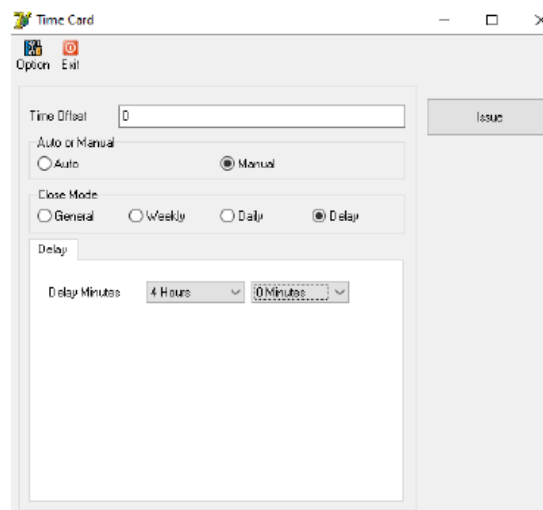 Time Card
Option Exit
Time Offset 0
Issue
Auto or Manual
Auto Manual
Close Mode
General Weekly Daily Delay
Delay
Delay Minutes 4 Hours 0 Minutes